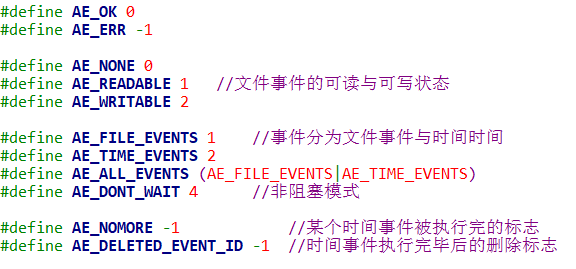 #define AE_OK 0
#define AE_ERR -1
#define AE_NONE 0
#define AE_READABLE 1 //文件事件的可读与可写状态
#define AE_WRITABLE 2
#define AE_FILE_EVENTS 1 //事件分为文件事件与时间时间
#define AE_TIME_EVENTS 2
#define AE_ALL_EVENTS (AE_FILE_EVENTS|AE_TIME_EVENTS)
#define AE_DONT_WAIT 4 //非阻塞模式
#define AE_NOMORE -1 //某个时间事件被执行完的标志
#define AE_DELETED_EVENT_ID -1 //时间事件执行完毕后的删除标志